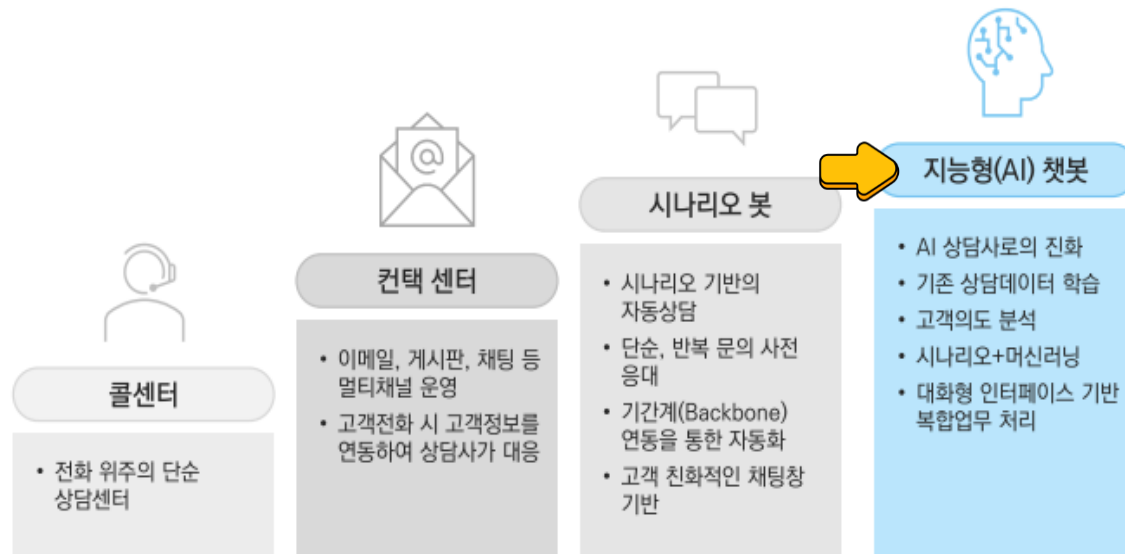 콜센터
• 전화 위주의 단순
상담센터
컨택 센터
• 이메일, 게시판, 채팅 등
멀티채널 운영
• 고객전화 시 고객정보를
연동하여 상담사가 대응
시나리오 봇
• 시나리오 기반의
자동상담
• 단순, 반복 문의 사전
응대
• 기간계(Backbone)
연동을 통한 자동화
• 고객 친화적인 채팅창
기반
지능형(AI) 챗봇
• AI 상담사로의 진화
• 기존 상담데이터 학습
• 고객의도 분석
• 시나리오+머신러닝
• 대화형 인터페이스 기반
복합업무 처리